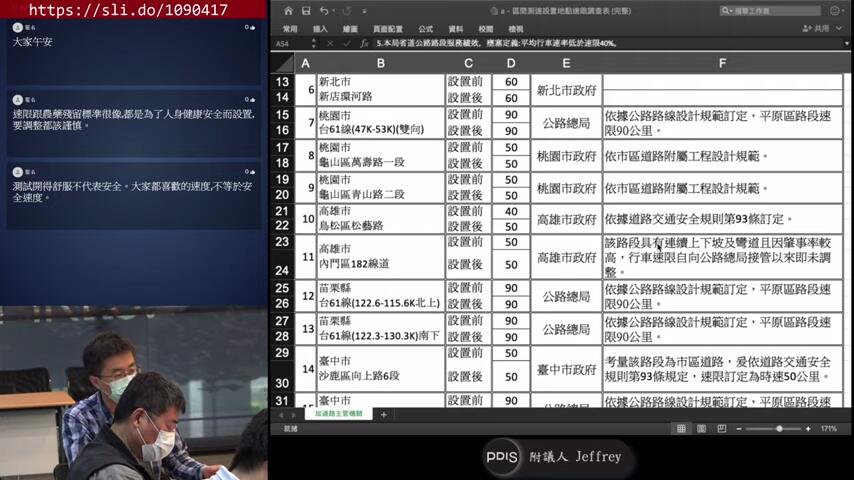 https://sli.do/1090417
匿名
0
大家午安
匿名
0
速限跟農藥殘留標準很像,都是為了人身健康安全而設置,
要調整都該謹慎。
匿名
0
測試開得舒服不代表安全。大家都喜歡的速度,不等於安
全速度。
a - 區間測速設置地點速限調查表 (完整)
搜尋工作表
常用 插入 繪圖 頁面配置 公式 資料 校閱 檢視
共用
A54
fx
5.本局省道公路路段服務績效，壅塞定義:平均行車速率低於速限40%。
A B C D E F
13 6 新北市 設置前 60 新北市政府
14 新店環河路 設置後 60
15 7 桃園市 設置前 90 公路總局 依據公路路線設計規範訂定，平原區路段速
16 台61線(47K-53K)(雙向) 設置後 90 限90公里。
17 8 桃園市 設置前 50 桃園市政府 依市區道路附屬工程設計規範。
18 龜山區萬壽路一段 設置後 50
19 9 桃園市 設置前 50 桃園市政府 依市區道路附屬工程設計規範。
20 龜山區青山路二段 設置後 50
21 10 高雄市 設置前 40 高雄市政府 依據道路交通安全規則第93條訂定。
22 鳥松區松藝路 設置後 50
23 11 高雄市 設置前 50 高雄市政府 該路段具有連續上下坡及彎道且因肇事率較
高，行車速限自向公路總局接管以來即未調
24 內門區182線道 設置後 50 整。
25 12 苗栗縣 設置前 90 公路總局 依據公路路線設計規範訂定，平原區路段速
26 台61線(122.6-115.6K北上) 設置後 90 限90公里。
27 13 苗栗縣 設置前 90 公路總局 依據公路路線設計規範訂定，平原區路段速
28 台61線(122.3-130.3K)南下 設置後 90 限90公里。
29 14 臺中市 設置前 50 臺中市政府 考量該路段為市區道路，爰依道路交通安全
30 沙鹿區向上路6段 設置後 50 規則第93條規定，速限訂定為時速50公里。
31 臺中市 設置前 90 依據公路路線設計規範訂定，平原區路段速
加道路主管機關
就緒
171%
PDIS 附議人 Jeffrey